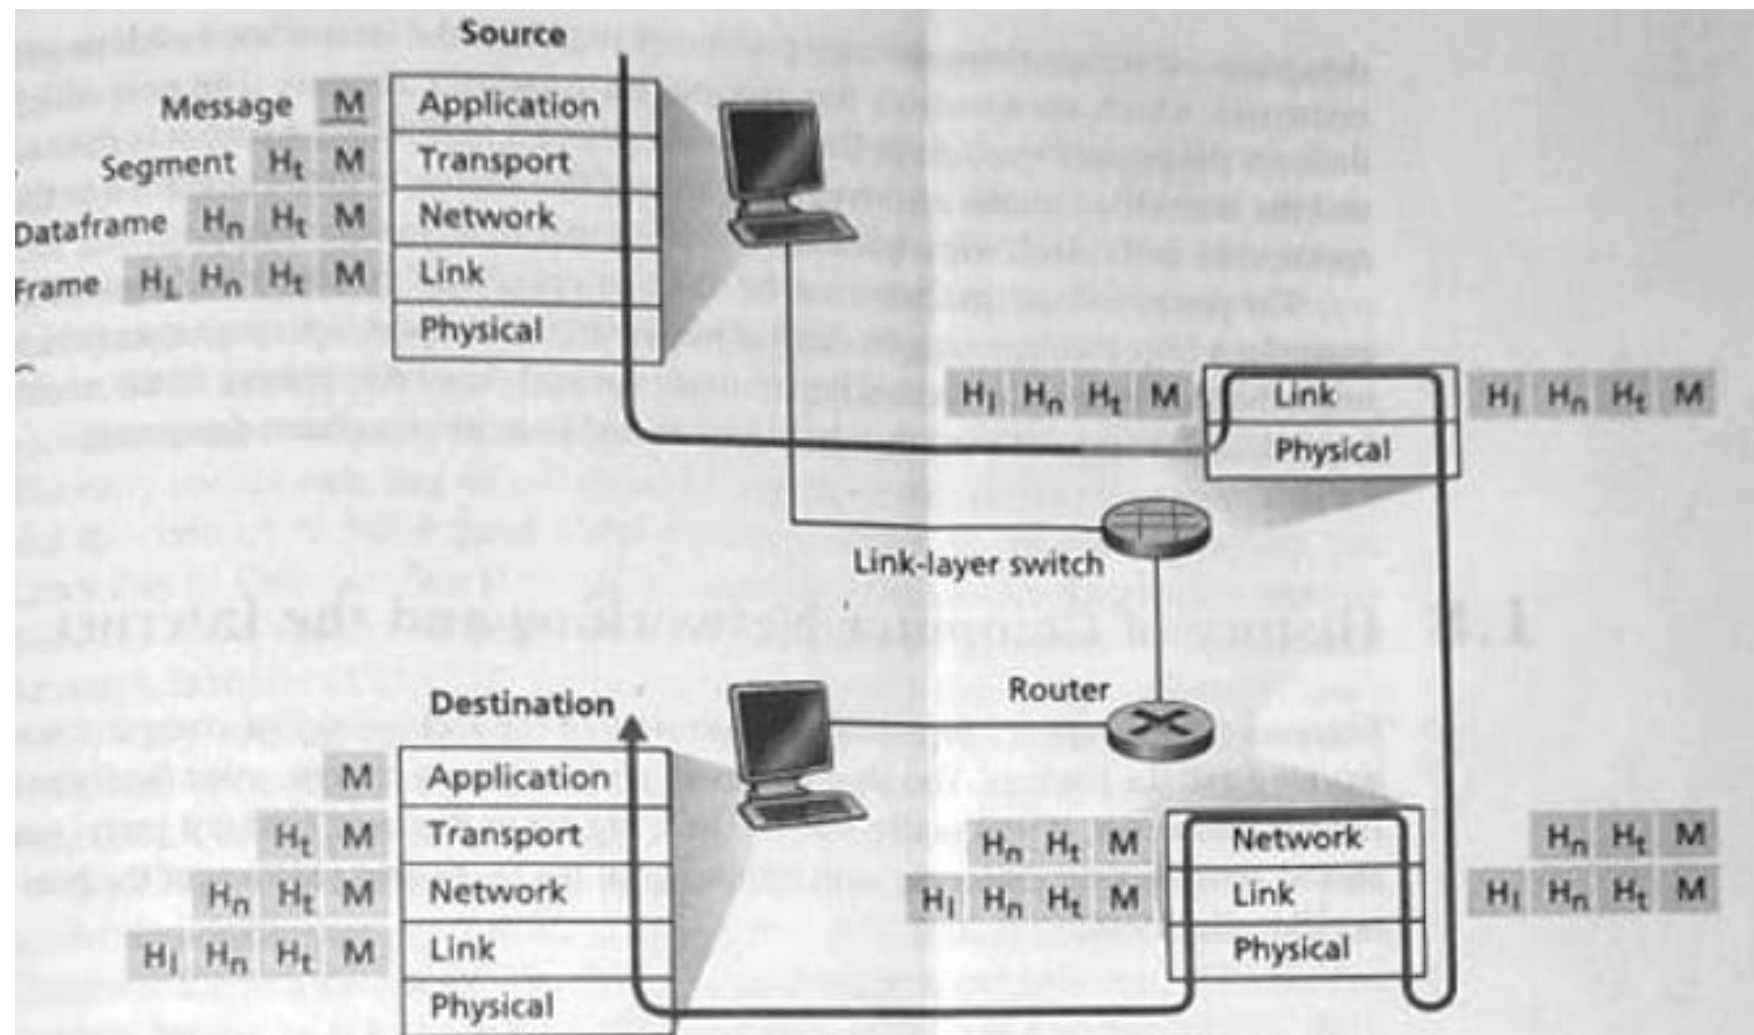 Source
Message M Application
Segment Ht M Transport
Dataframe Hn Ht M Network
Frame HL Hn Ht M Link
Physical
Hl Hn Ht M Link Hl Hn Ht M
Physical
Link-layer switch
Router
Destination
M Application
Ht M Transport
Hn Ht M Network
Hl Hn Ht M Link
Physical
Hn Ht M Network Hn Ht M
Hl Hn Ht M Link Hl Hn Ht M
Physical